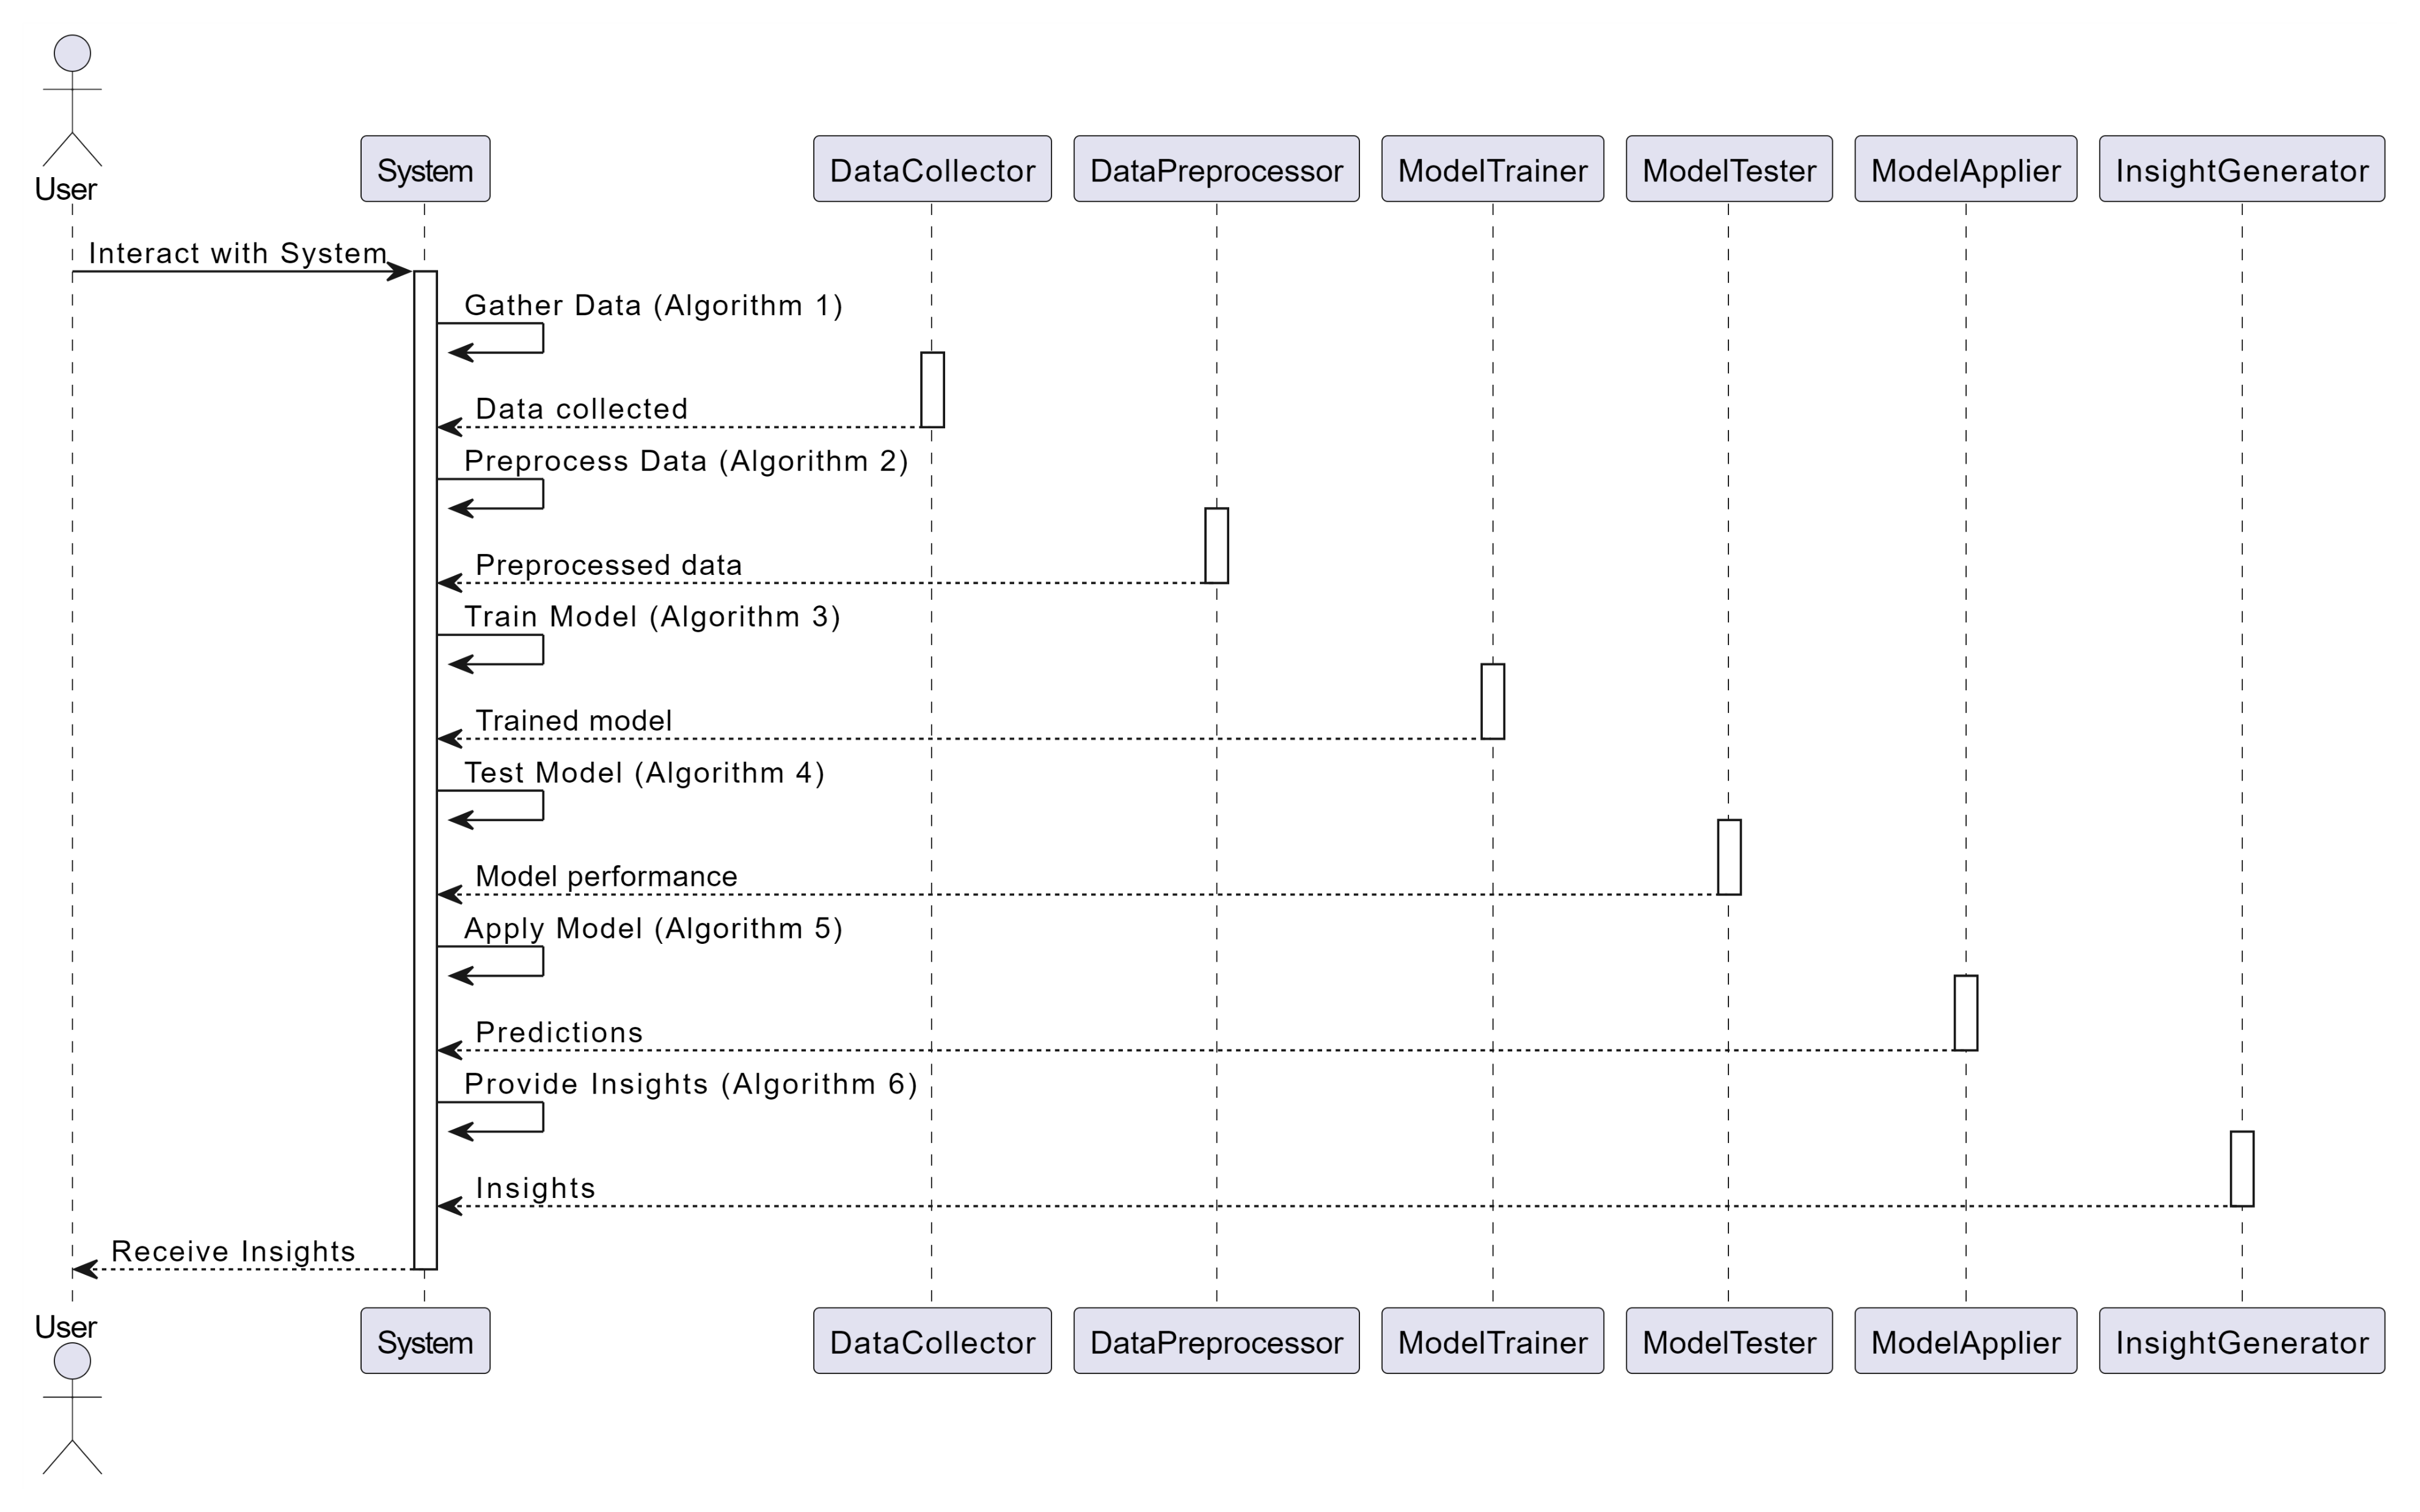 User
System
DataCollector
DataPreprocessor
ModelTrainer
ModelTester
ModelApplier
InsightGenerator
Interact with System
Gather Data (Algorithm 1)
Data collected
Preprocess Data (Algorithm 2)
Preprocessed data
Train Model (Algorithm 3)
Trained model
Test Model (Algorithm 4)
Model performance
Apply Model (Algorithm 5)
Predictions
Provide Insights (Algorithm 6)
Insights
Receive Insights
User
System
DataCollector
DataPreprocessor
ModelTrainer
ModelTester
ModelApplier
InsightGenerator